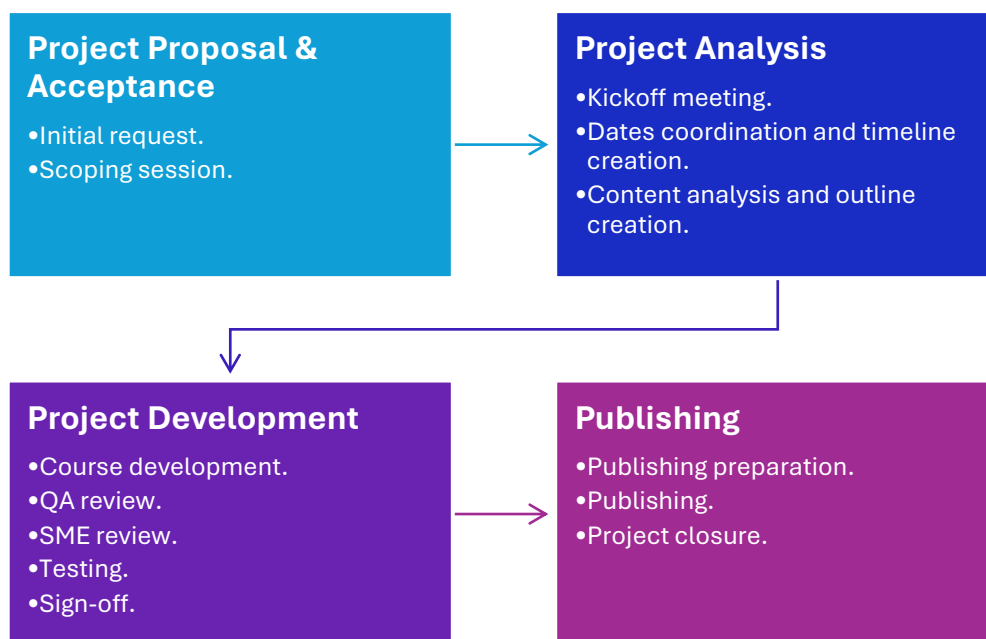 Project Proposal &
Acceptance
•Initial request.
•Scoping session.
Project Analysis
•Kickoff meeting.
•Dates coordination and timeline
creation.
•Content analysis and outline
creation.
Project Development
•Course development.
•QA review.
•SME review.
•Testing.
•Sign-off.
Publishing
•Publishing preparation.
•Publishing.
•Project closure.